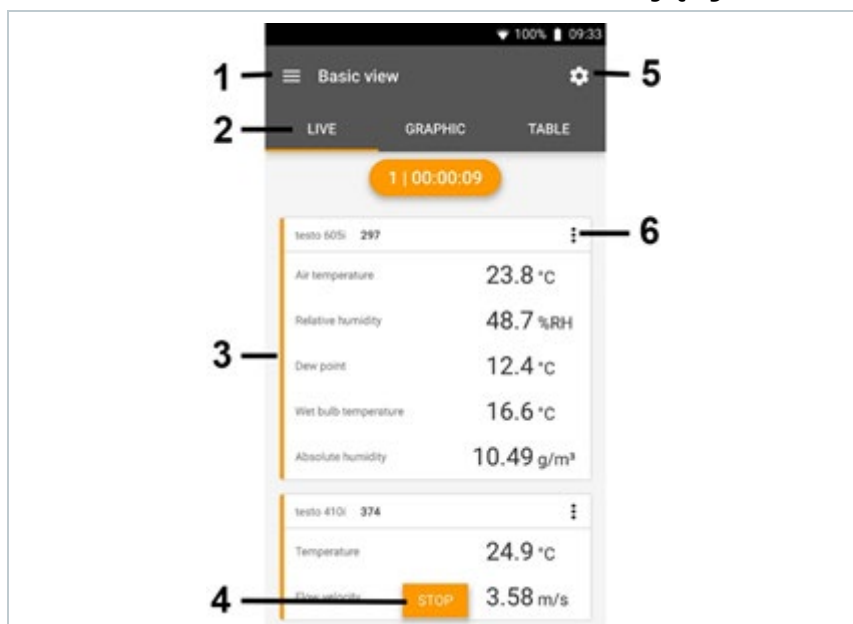 100% 09:33
1 Basic view 5
2 LIVE GRAPHIC TABLE
1 | 00:00:09
testo 605i 297 6
Air temperature 23.8 °C
Relative humidity 48.7 %RH
3
Dew point 12.4 °C
Wet bulb temperature 16.6 °C
Absolute humidity 10.49 g/m³
testo 410i 374
Temperature 24.9 °C
4 Flow velocity STOP 3.58 m/s